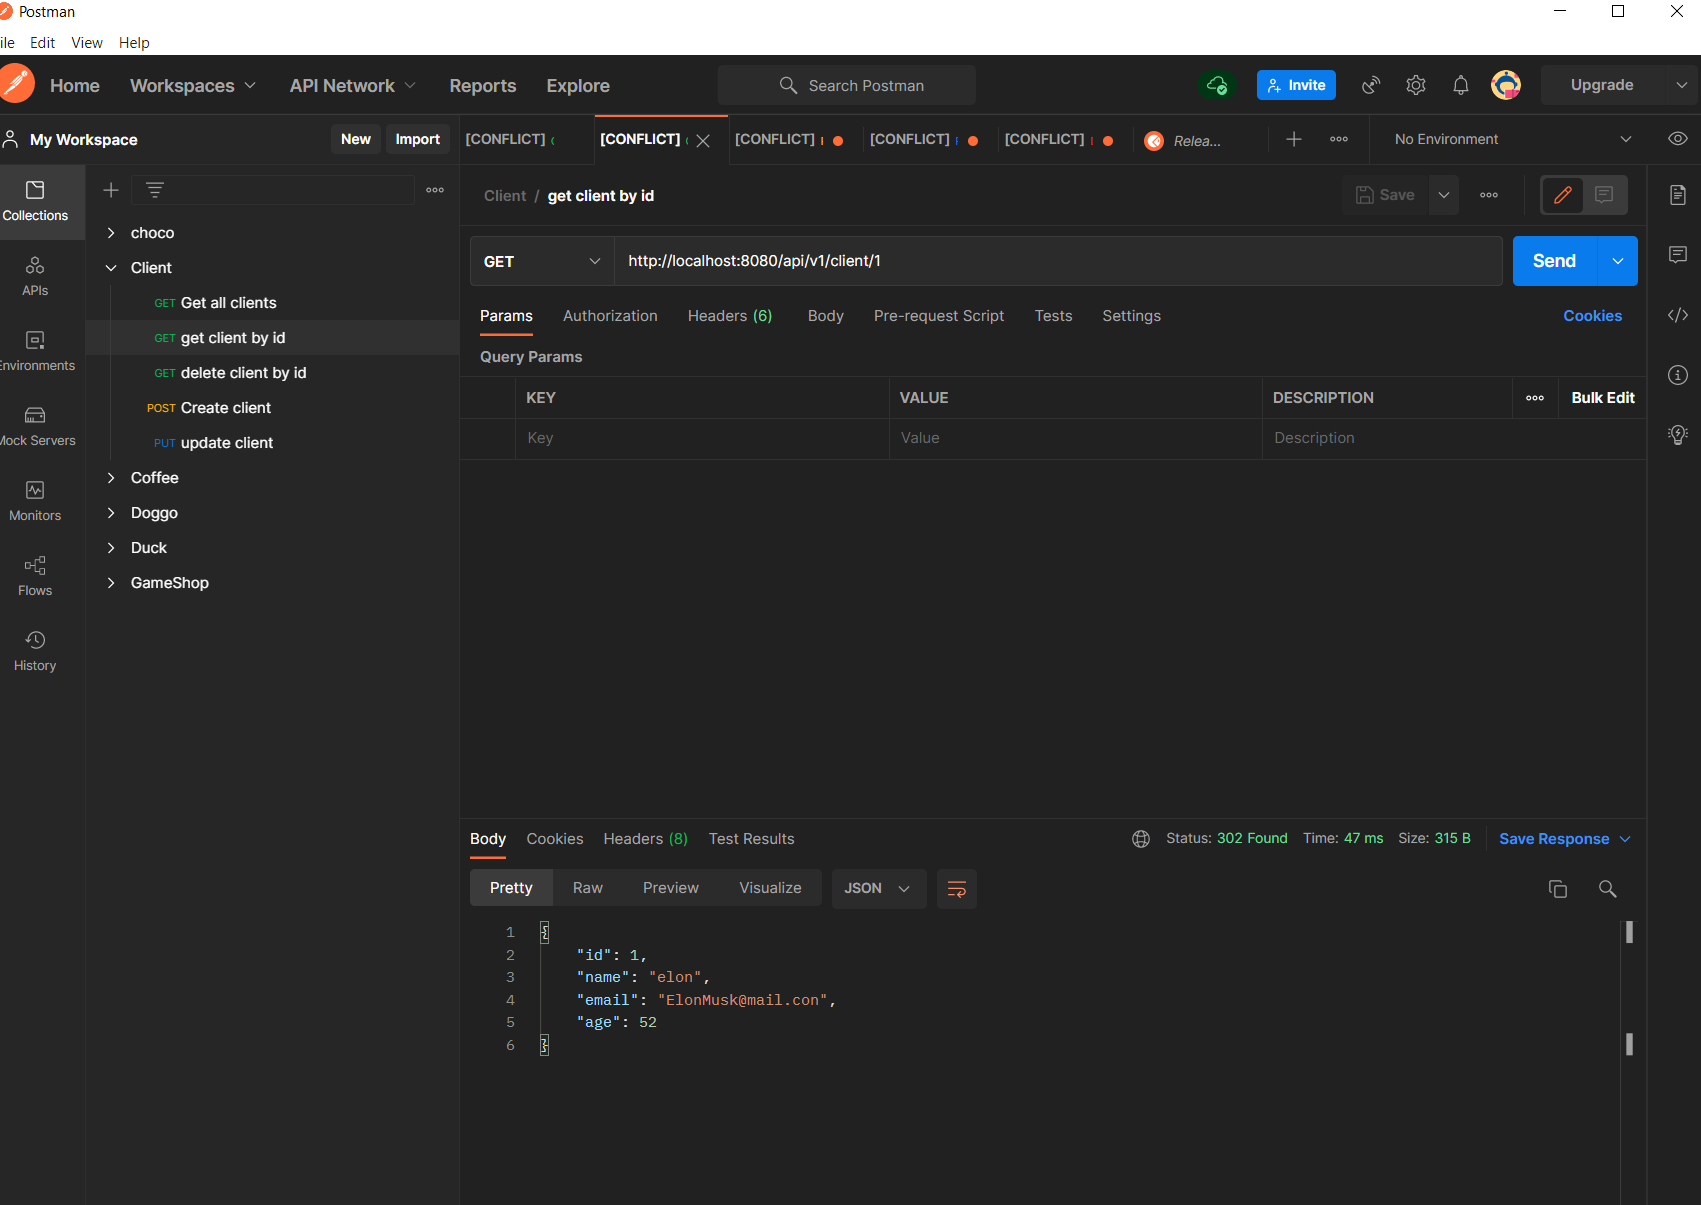 Postman
ile Edit View Help
Home Workspaces API Network Reports Explore Search Postman Invite Upgrade
My Workspace New Import [CONFLICT] [CONFLICT] [CONFLICT] [CONFLICT] [CONFLICT] Relea... No Environment
Collections
APIs
nvironments
Mock Servers
Monitors
Flows
History
choco
Client
GET Get all clients
GET get client by id
GET delete client by id
POST Create client
PUT update client
Coffee
Doggo
Duck
GameShop
Client / get client by id Save
GET http://localhost:8080/api/v1/client/1 Send
Params Authorization Headers (6) Body Pre-request Script Tests Settings Cookies
Query Params
KEY VALUE DESCRIPTION Bulk Edit
Key Value Description
Body Cookies Headers (8) Test Results Status: 302 Found Time: 47 ms Size: 315 B Save Response
Pretty Raw Preview Visualize JSON
1 {
2 "id": 1,
3 "name": "elon",
4 "email": "ElonMusk@mail.con",
5 "age": 52
6 }